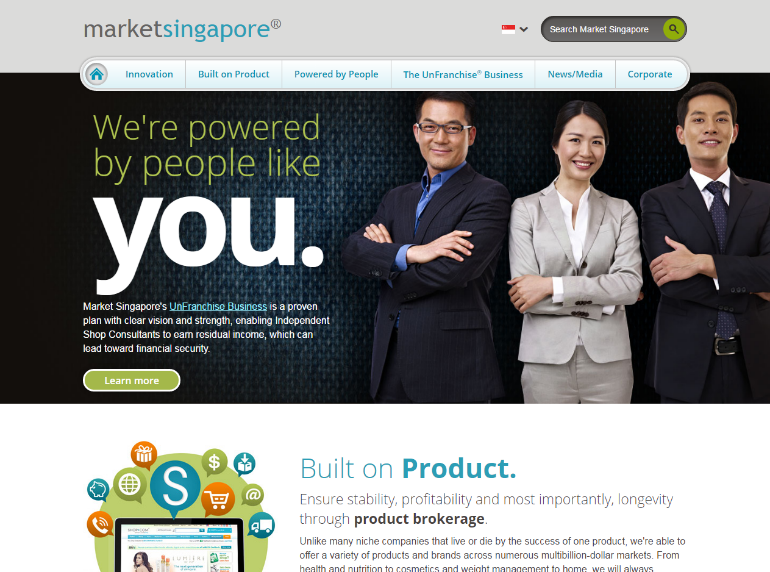 marketsingapore®
Search Market Singapore
Innovation
Built on Product
Powered by People
The UnFranchise® Business
News/Media
Corporate
We're powered
by people like
you.
Market Singapore's UnFranchise Business is a proven
plan with clear vision and strength, enabling Independent
Shop Consultants to earn residual income, which can
lead toward financial security.
Learn more
Built on Product.
Ensure stability, profitability and most importantly, longevity
through product brokerage.
Unlike many niche companies that live or die by the success of one product, we're able to
offer a variety of products and brands across numerous multibillion-dollar markets. From
health and nutrition to cosmetics and weight management to home, we will always
S
$
@